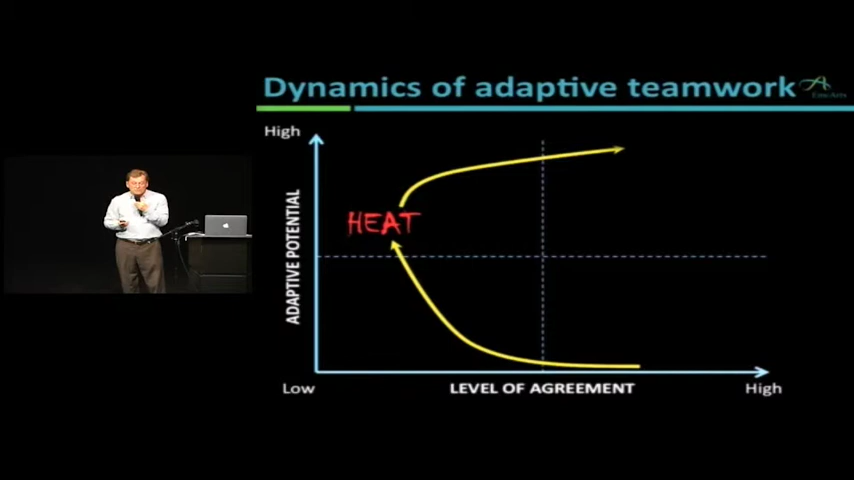 Dynamics of adaptive teamwork
High
ADAPTIVE POTENTIAL
HEAT
Low
LEVEL OF AGREEMENT
High